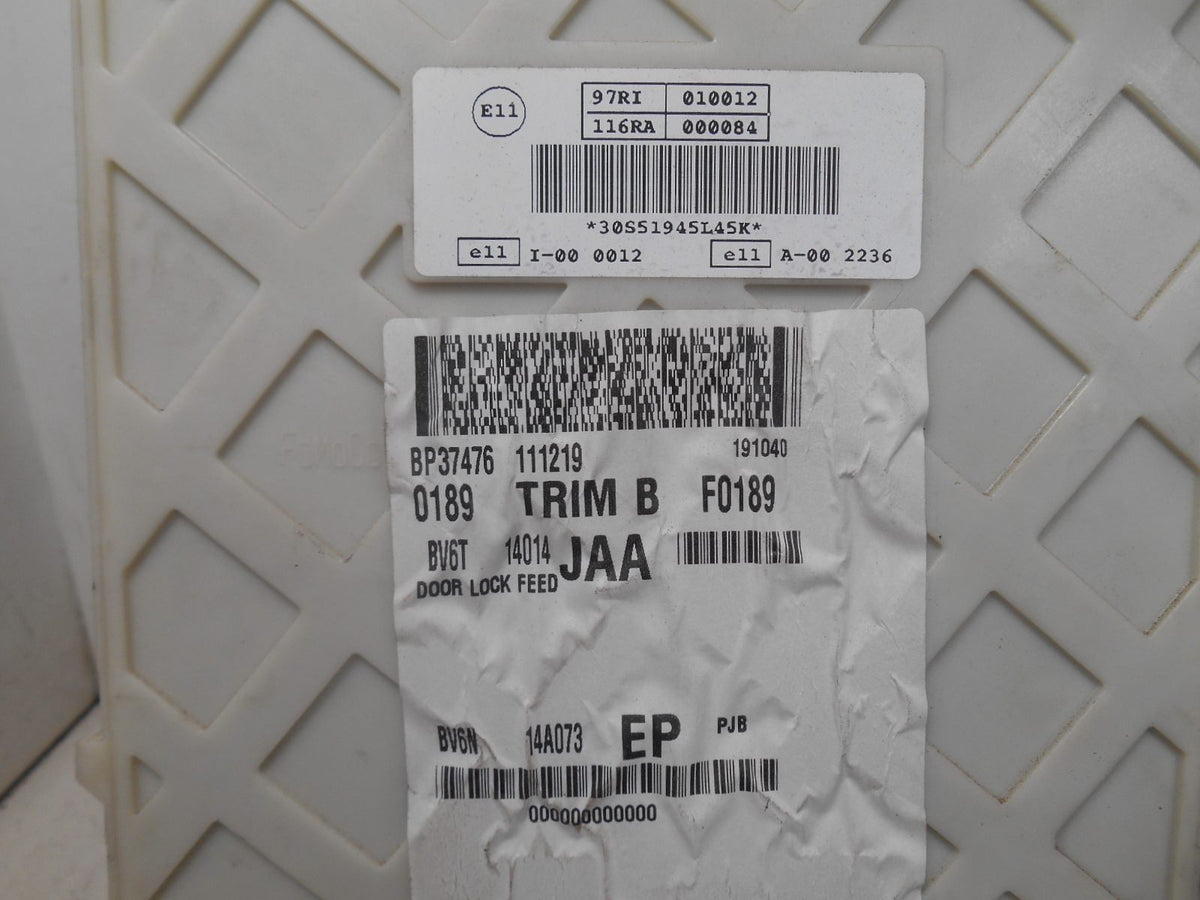 E11
97RI 010012
116RA 000084
*30S51945L45K*
e11 I-00 0012 e11 A-00 2236
BP37476 111219 191040
0189 TRIM B F0189
BV6T 14014 JAA
DOOR LOCK FEED
BV6N 14A073 EP PJB
000000000000